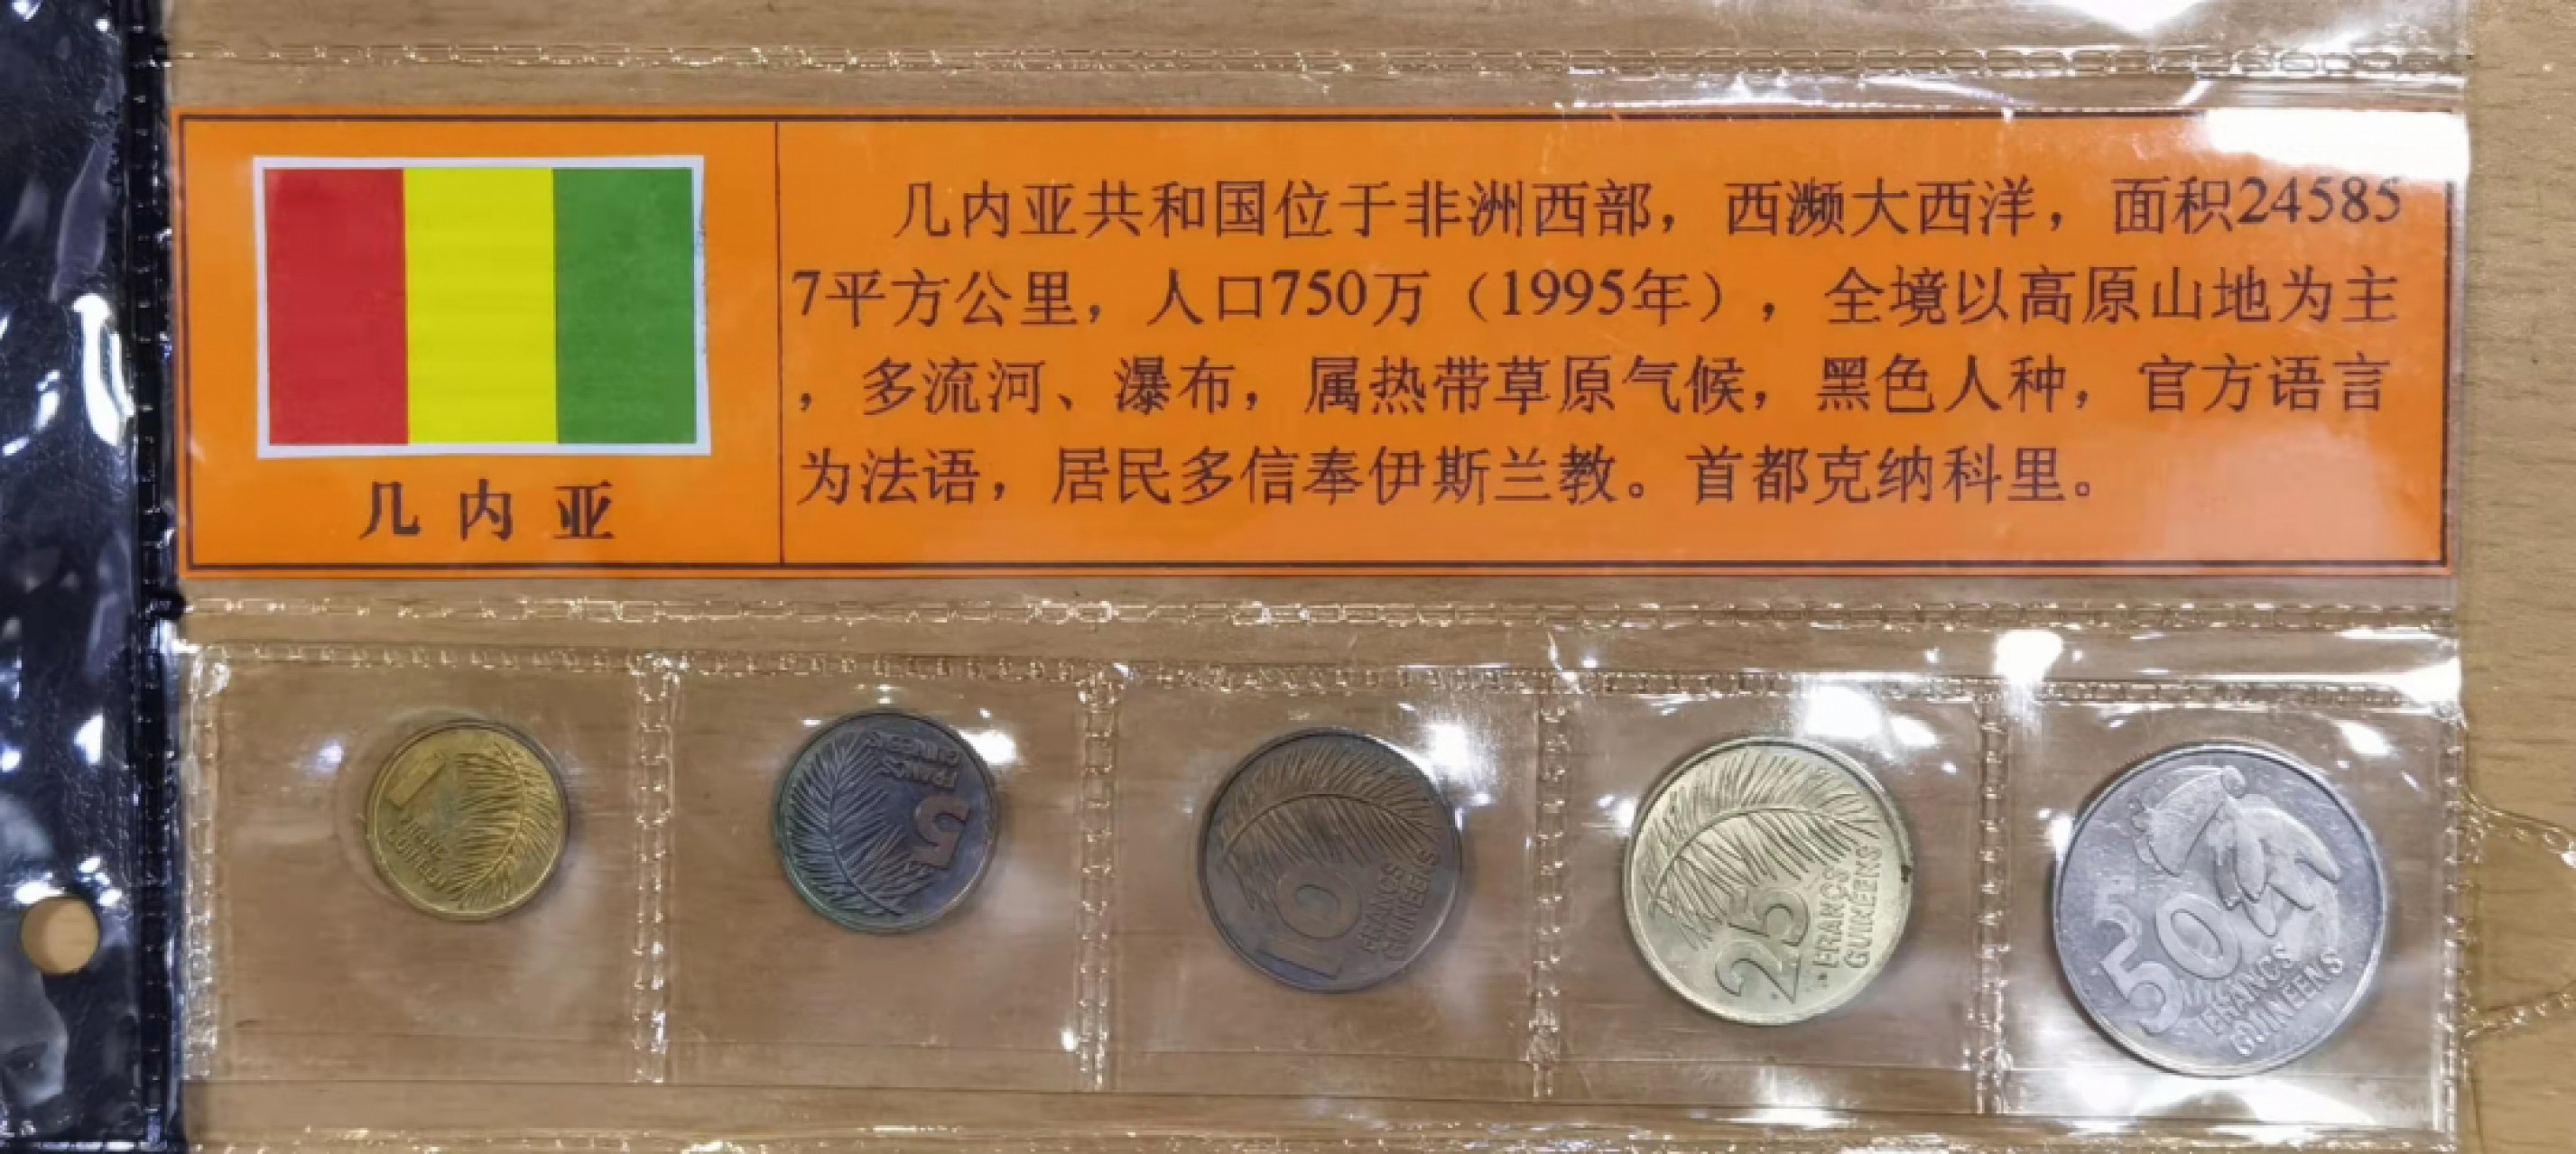 几内亚共和国位于非洲西部，西濒大西洋，面积24585
7平方公里，人口750万（1995年），全境以高原山地为主
，多流河、瀑布，属热带草原气候，黑色人种，官方语言
为法语，居民多信奉伊斯兰教。首都克纳科里。
几内亚
1
5
FRANCS
GUINEENS
10
FRANCS
GUINEENS
25
FRANCS
GUINEENS
50
FRANCS
GUINEENS